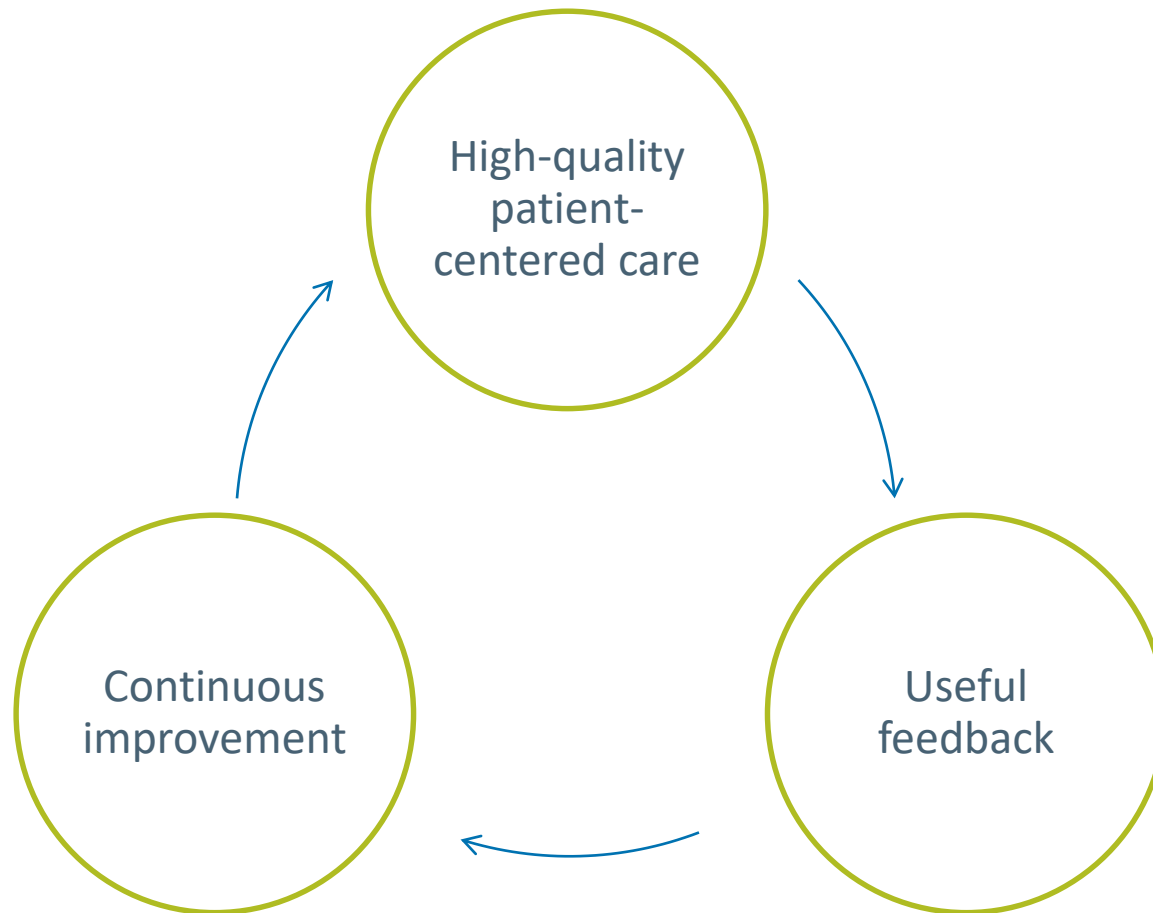 High-quality
patient-
centered care
Continuous
improvement
Useful
feedback